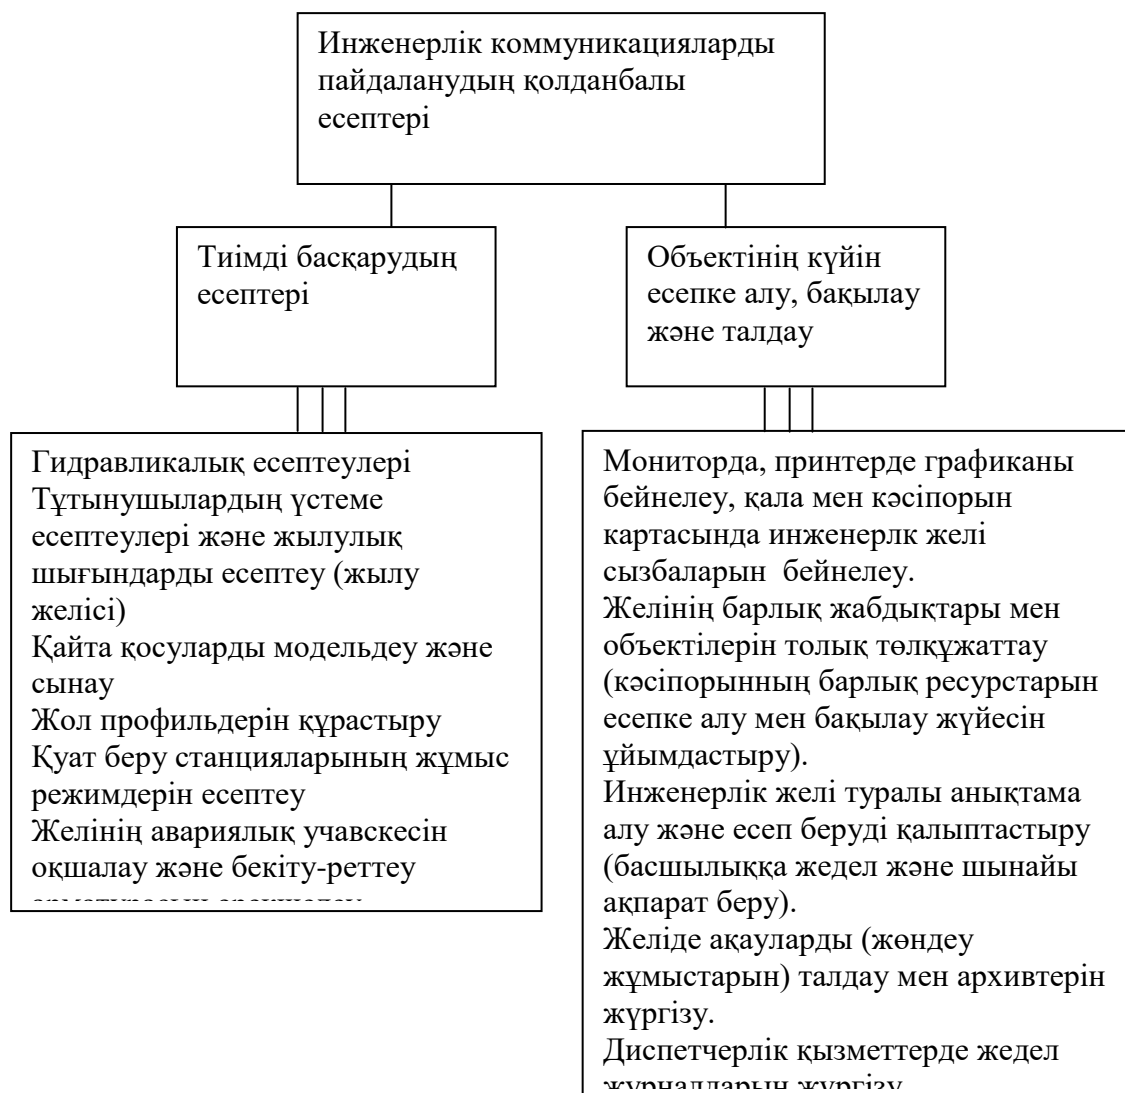 Инженерлік коммуникацияларды
пайдаланудың қолданбалы
есептері
Тиімді басқарудың
есептері
Объектінің күйін
есепке алу, бақылау
және талдау
Гидравликалық есептеулері
Тұтынушылардың үстеме
есептеулері және жылулық
шығындарды есептеу (жылу
желісі)
Қайта қосуларды модельдеу және
сынау
Жол профильдерін құрастыру
Қуат беру станцияларының жұмыс
режимдерін есептеу
Желінің авариялық учавскесін
оқшалау және бекіту-реттеу
Мониторда, принтерде графиканы
бейнелеу, қала мен кәсіпорын
картасында инженерлк желі
сызбаларын  бейнелеу.
Желінің барлық жабдықтары мен
объектілерін толық төлқұжаттау
(кәсіпорынның барлық ресурстарын
есепке алу мен бақылау жүйесін
ұйымдастыру).
Инженерлік желі туралы анықтама
алу және есеп беруді қалыптастыру
(басшылыққа жедел және шынайы
ақпарат беру).
Желіде ақауларды (жөндеу
жұмыстарын) талдау мен архивтерін
жүргізу.
Диспетчерлік қызметтерде жедел
журналдарын жүргізу